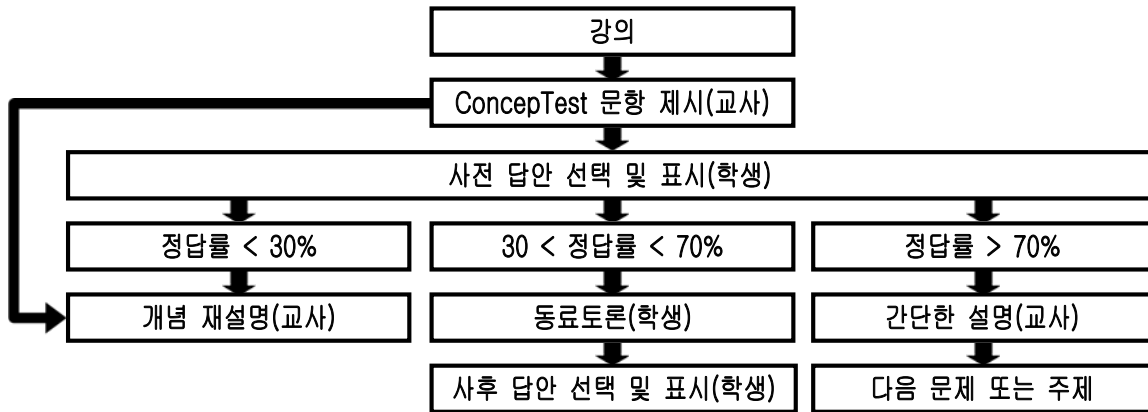 강의
ConcepTest 문항 제시(교사)
사전 답안 선택 및 표시(학생)
정답률 < 30%
30 < 정답률 < 70%
정답률 > 70%
개념 재설명(교사)
동료토론(학생)
간단한 설명(교사)
사후 답안 선택 및 표시(학생)
다음 문제 또는 주제